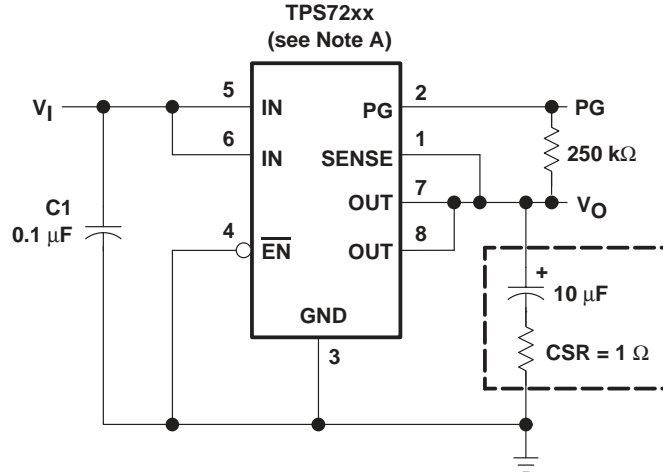 TPS72xx
(see Note A)
V_I
5
IN
PG
2
PG
6
IN
SENSE
1
250 kΩ
OUT
7
V_O
C1
0.1 μF
4
EN
OUT
8
+
10 μF
GND
CSR = 1 Ω
3